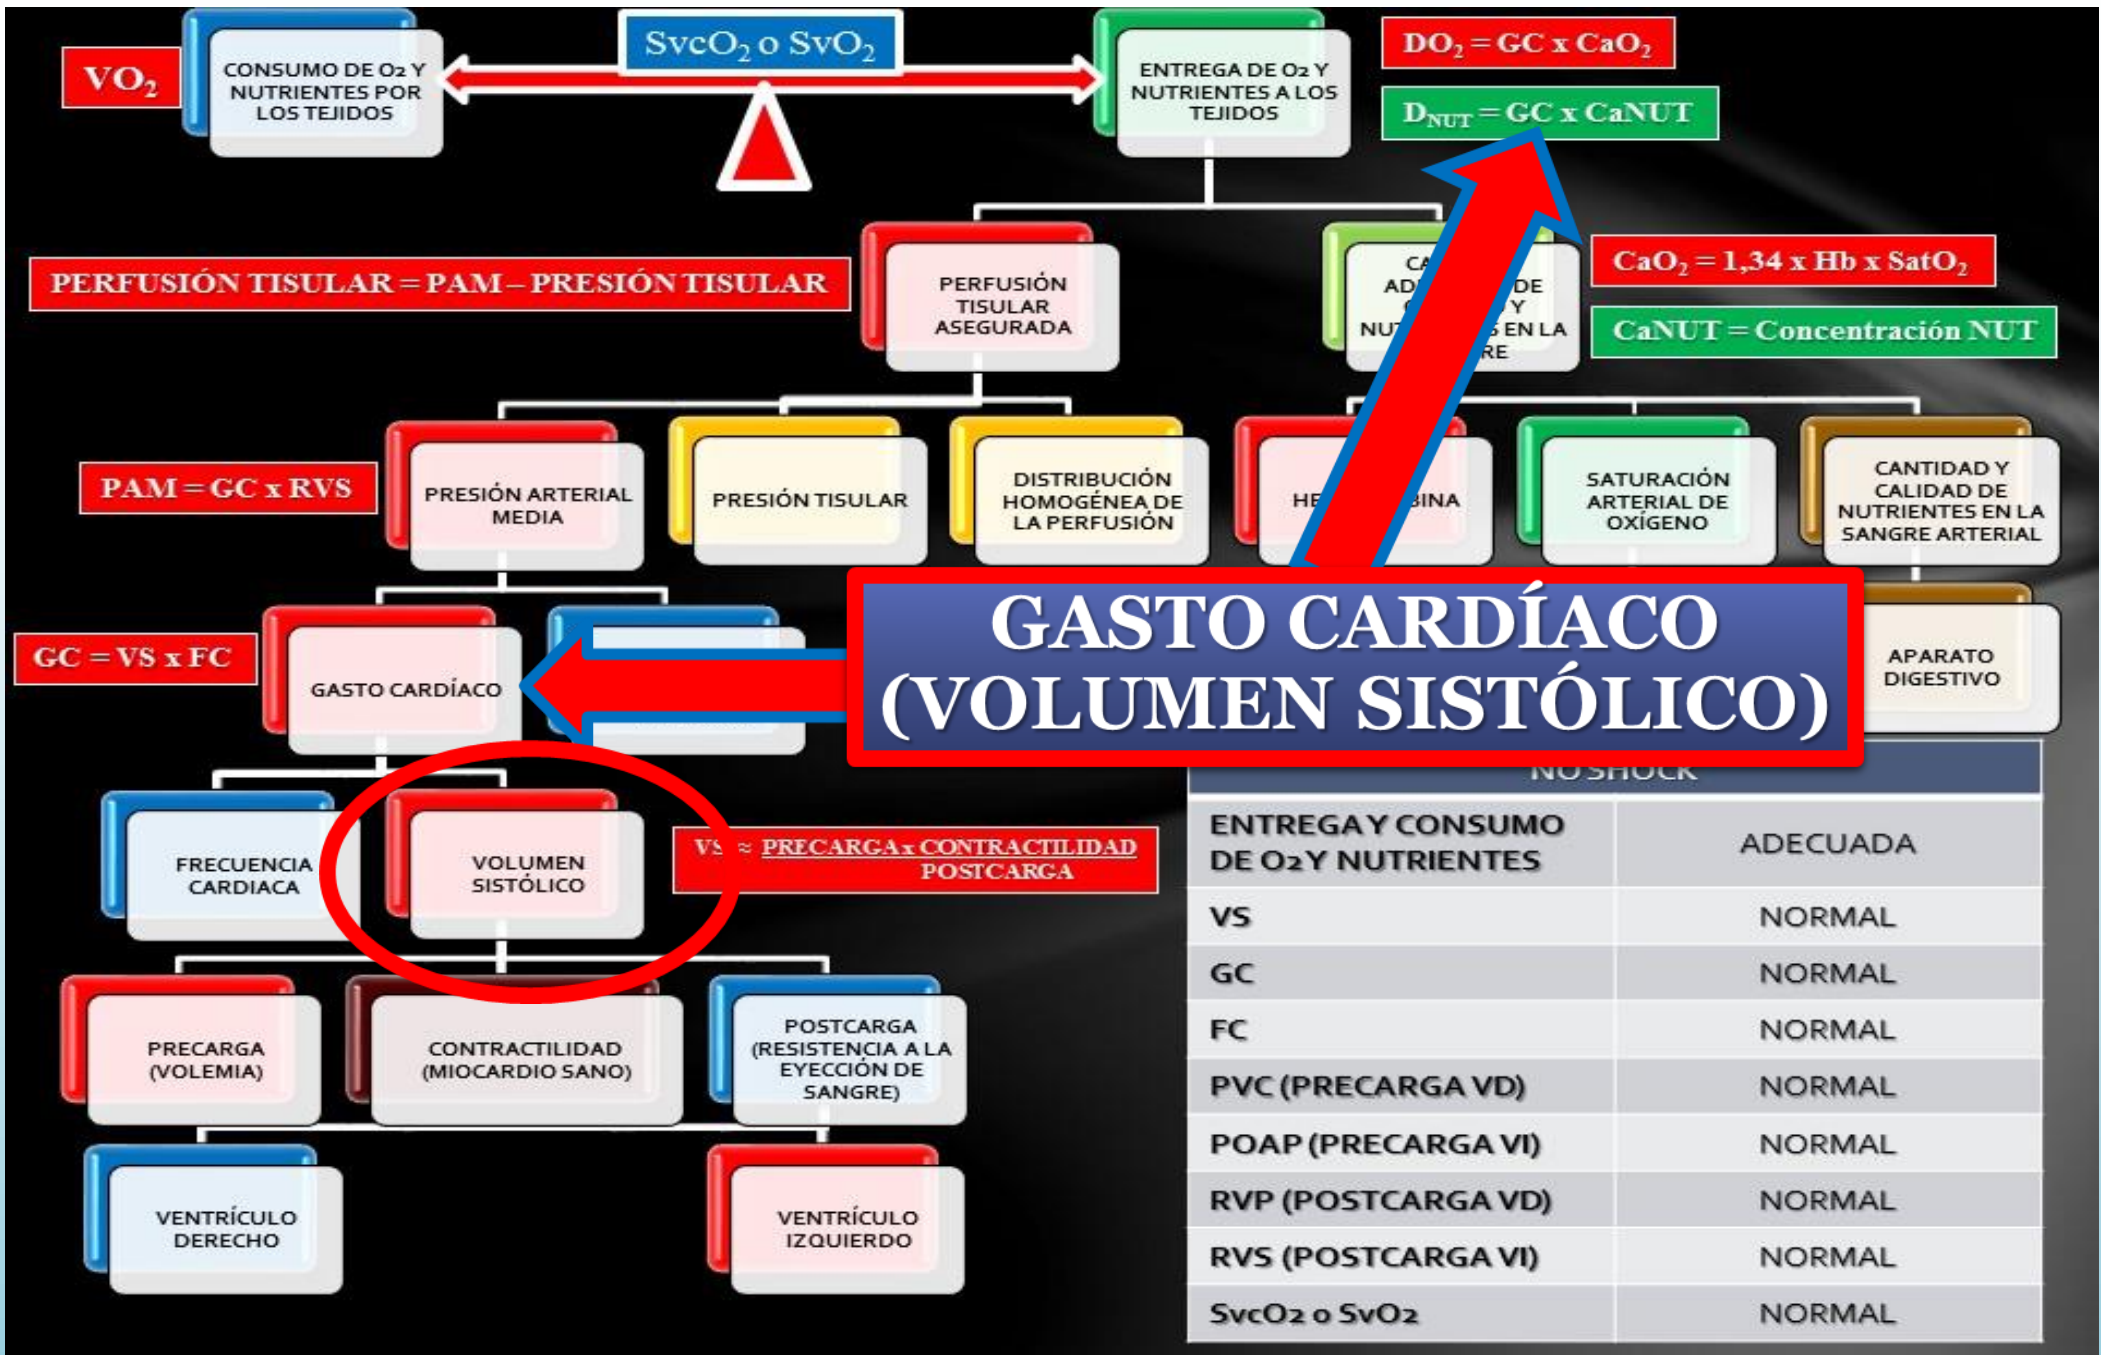 VO₂
CONSUMO DE O2 Y
NUTRIENTES POR
LOS TEJIDOS
SvcO₂ o SvO₂
ENTREGA DE O2 Y
NUTRIENTES A LOS
TEJIDOS
DO₂ = GC x CaO₂
D_NUT = GC x CaNUT
PERFUSIÓN TISULAR = PAM – PRESIÓN TISULAR
PERFUSIÓN
TISULAR
ASEGURADA
EN LA
CaO₂ = 1,34 x Hb x SatO₂
CaNUT = Concentración NUT
PAM = GC x RVS
PRESIÓN ARTERIAL
MEDIA
PRESIÓN TISULAR
DISTRIBUCIÓN
HOMOGÉNEA DE
LA PERFUSIÓN
SATURACIÓN
ARTERIAL DE
OXÍGENO
CANTIDAD Y
CALIDAD DE
NUTRIENTES EN LA
SANGRE ARTERIAL
GC = VS x FC
GASTO CARDÍACO
GASTO CARDÍACO
(VOLUMEN SISTÓLICO)
APARATO
DIGESTIVO
FRECUENCIA
CARDIACA
VOLUMEN
SISTÓLICO
VS ≈ PRECARGA x CONTRACTILIDAD
POSTCARGA
PRECARGA
(VOLEMIA)
CONTRACTILIDAD
(MIOCARDIO SANO)
POSTCARGA
(RESISTENCIA A LA
EYECCIÓN DE
SANGRE)
VENTRÍCULO
DERECHO
VENTRÍCULO
IZQUIERDO
NO SHOCK
ENTREGA Y CONSUMO
DE O2 Y NUTRIENTES ADECUADA
VS NORMAL
GC NORMAL
FC NORMAL
PVC (PRECARGA VD) NORMAL
POAP (PRECARGA VI) NORMAL
RVP (POSTCARGA VD) NORMAL
RVS (POSTCARGA VI) NORMAL
SvcO2 o SvO2 NORMAL